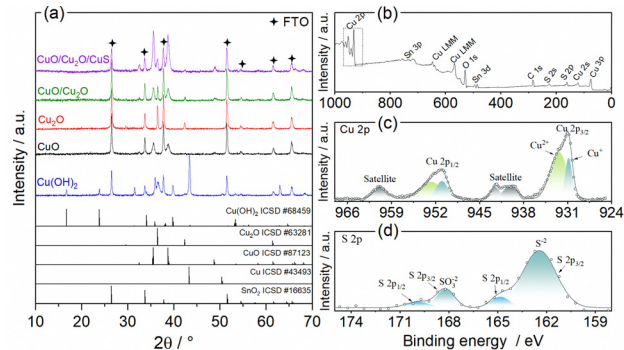 (a)
✦ FTO
CuO/Cu₂O/CuS
CuO/Cu₂O
Cu₂O
CuO
Cu(OH)₂
Cu(OH)₂ ICSD #68459
Cu₂O ICSD #63281
CuO ICSD #87123
Cu ICSD #43493
SnO₂ ICSD #16635
10 20 30 40 50 60 70
2θ / °
Intensity / a.u.
(b)
Cu 2p
Sn 3p
Cu LMM
Cu LMM
O 1s
Sn 3d
C 1s
S 2s
S 2p
Cu 2s
Cu 3p
1000 800 600 400 200 0
Intensity / a.u.
(c)
Cu 2p
Satellite
Cu 2p₁/₂
Satellite
Cu²⁺
Cu 2p₃/₂
Cu⁺
966 959 952 945 938 931 924
Intensity / a.u.
(d)
S 2p
S 2p₁/₂
S 2p₃/₂
SO₃⁻²
S 2p₁/₂
S⁻²
S 2p₃/₂
174 171 168 165 162 159
Binding energy / eV
Intensity / a.u.